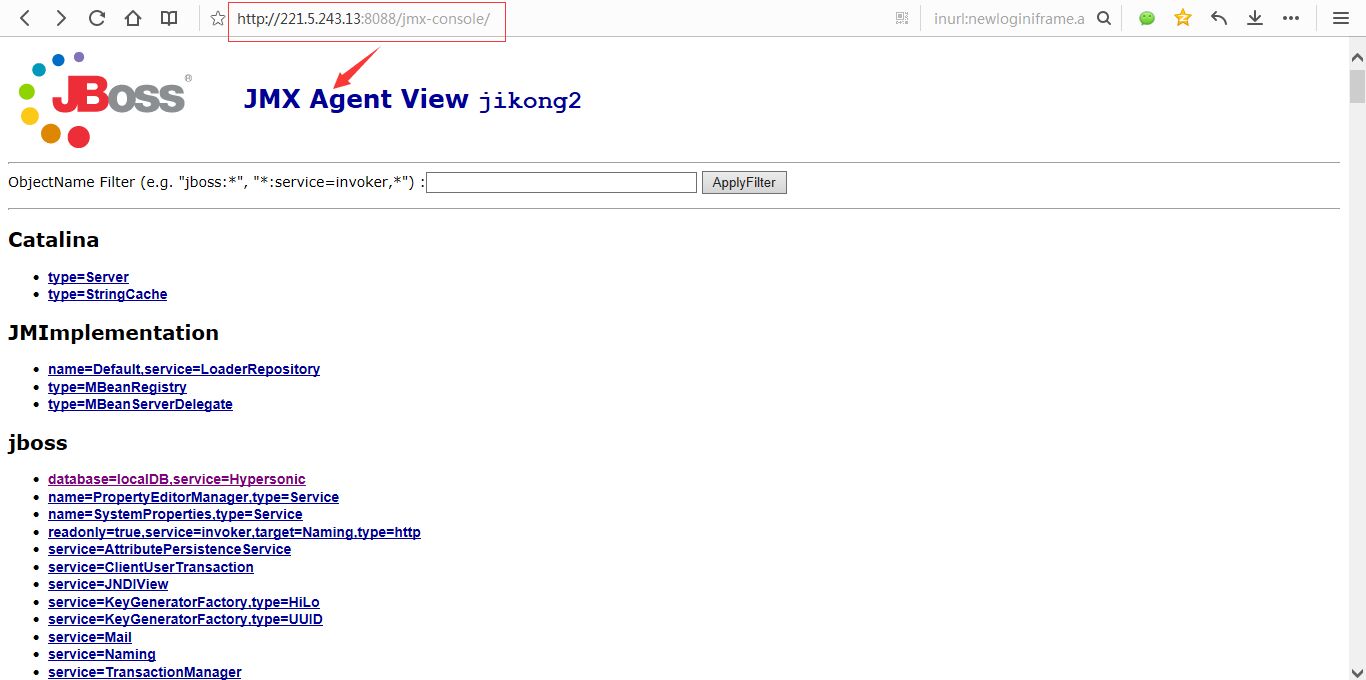 http://221.5.243.13:8088/jmx-console/
inurl:newloginiframe.a
JBoss®
JMX Agent View jikong2
ObjectName Filter (e.g. "jboss:*", "*:service=invoker,*") :
ApplyFilter
Catalina
type=Server
type=StringCache
JMImplementation
name=Default,service=LoaderRepository
type=MBeanRegistry
type=MBeanServerDelegate
jboss
database=localDB,service=Hypersonic
name=PropertyEditorManager,type=Service
name=SystemProperties,type=Service
readonly=true,service=invoker,target=Naming,type=http
service=AttributePersistenceService
service=ClientUserTransaction
service=JNDIView
service=KeyGeneratorFactory,type=HiLo
service=KeyGeneratorFactory,type=UUID
service=Mail
service=Naming
service=TransactionManager